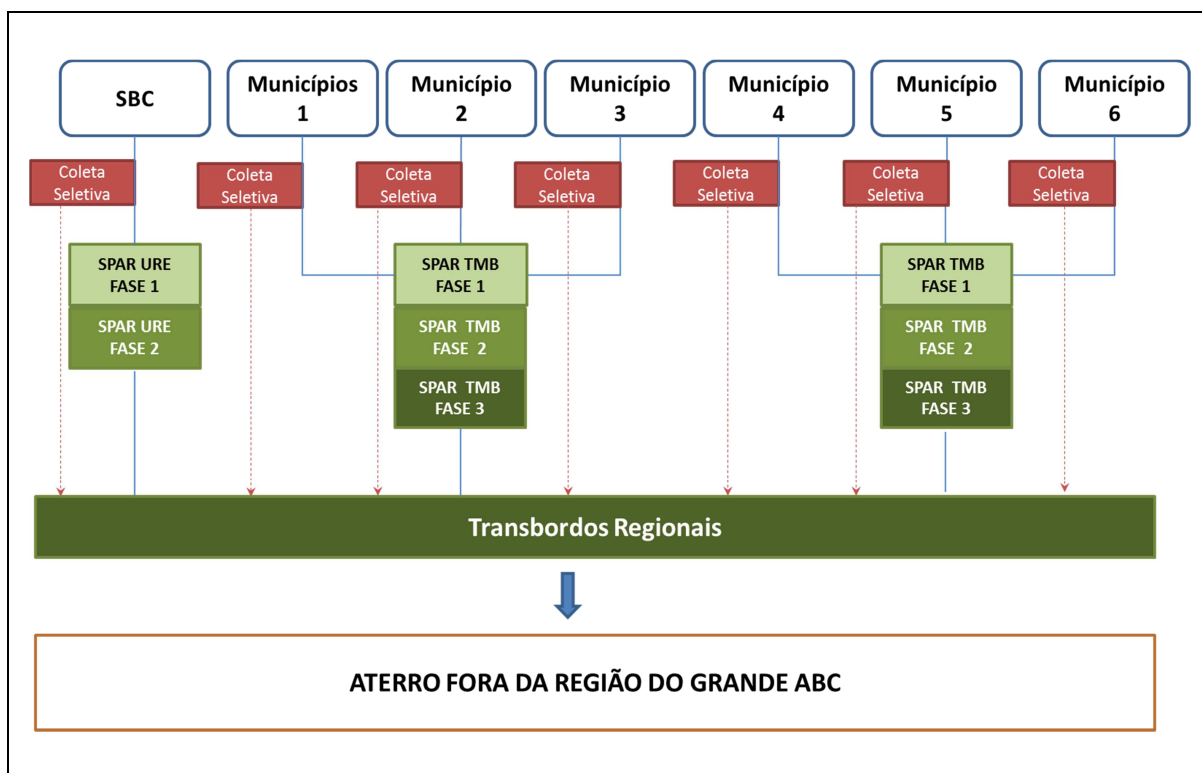 SBC
Municípios
1
Município
2
Município
3
Município
4
Município
5
Município
6
Coleta
Seletiva
Coleta
Seletiva
Coleta
Seletiva
Coleta
Seletiva
Coleta
Seletiva
Coleta
Seletiva
Coleta
Seletiva
SPAR URE
FASE 1
SPAR URE
FASE 2
SPAR TMB
FASE 1
SPAR TMB
FASE 2
SPAR TMB
FASE 3
SPAR TMB
FASE 1
SPAR TMB
FASE 2
SPAR TMB
FASE 3
Transbordos Regionais
ATERRO FORA DA REGIÃO DO GRANDE ABC